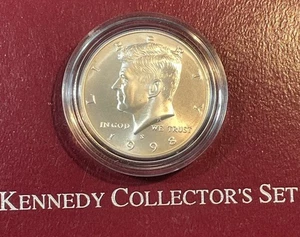 LIBERTY
IN GOD WE TRUST
1998
KENNEDY COLLECTOR'S SET